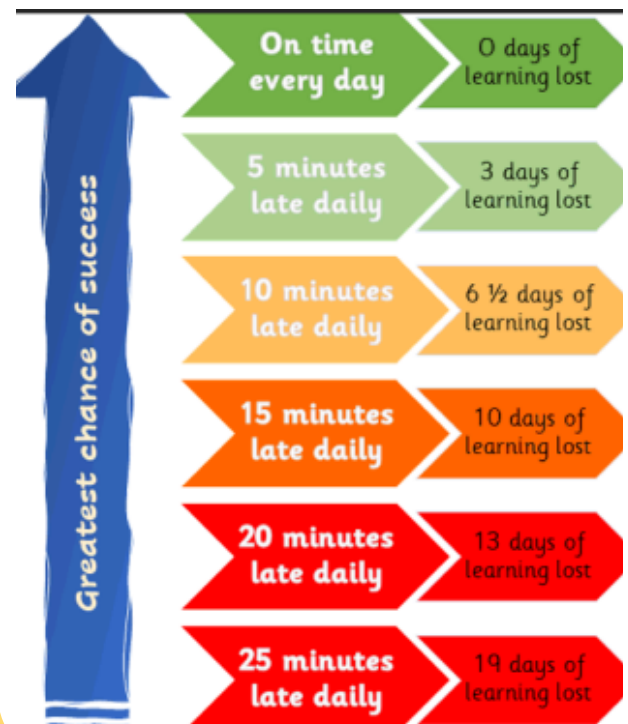 On time
every day
0 days of
learning lost
5 minutes
late daily
3 days of
learning lost
10 minutes
late daily
6 ½ days of
learning lost
15 minutes
late daily
10 days of
learning lost
20 minutes
late daily
13 days of
learning lost
25 minutes
late daily
19 days of
learning lost
Greatest chance of success